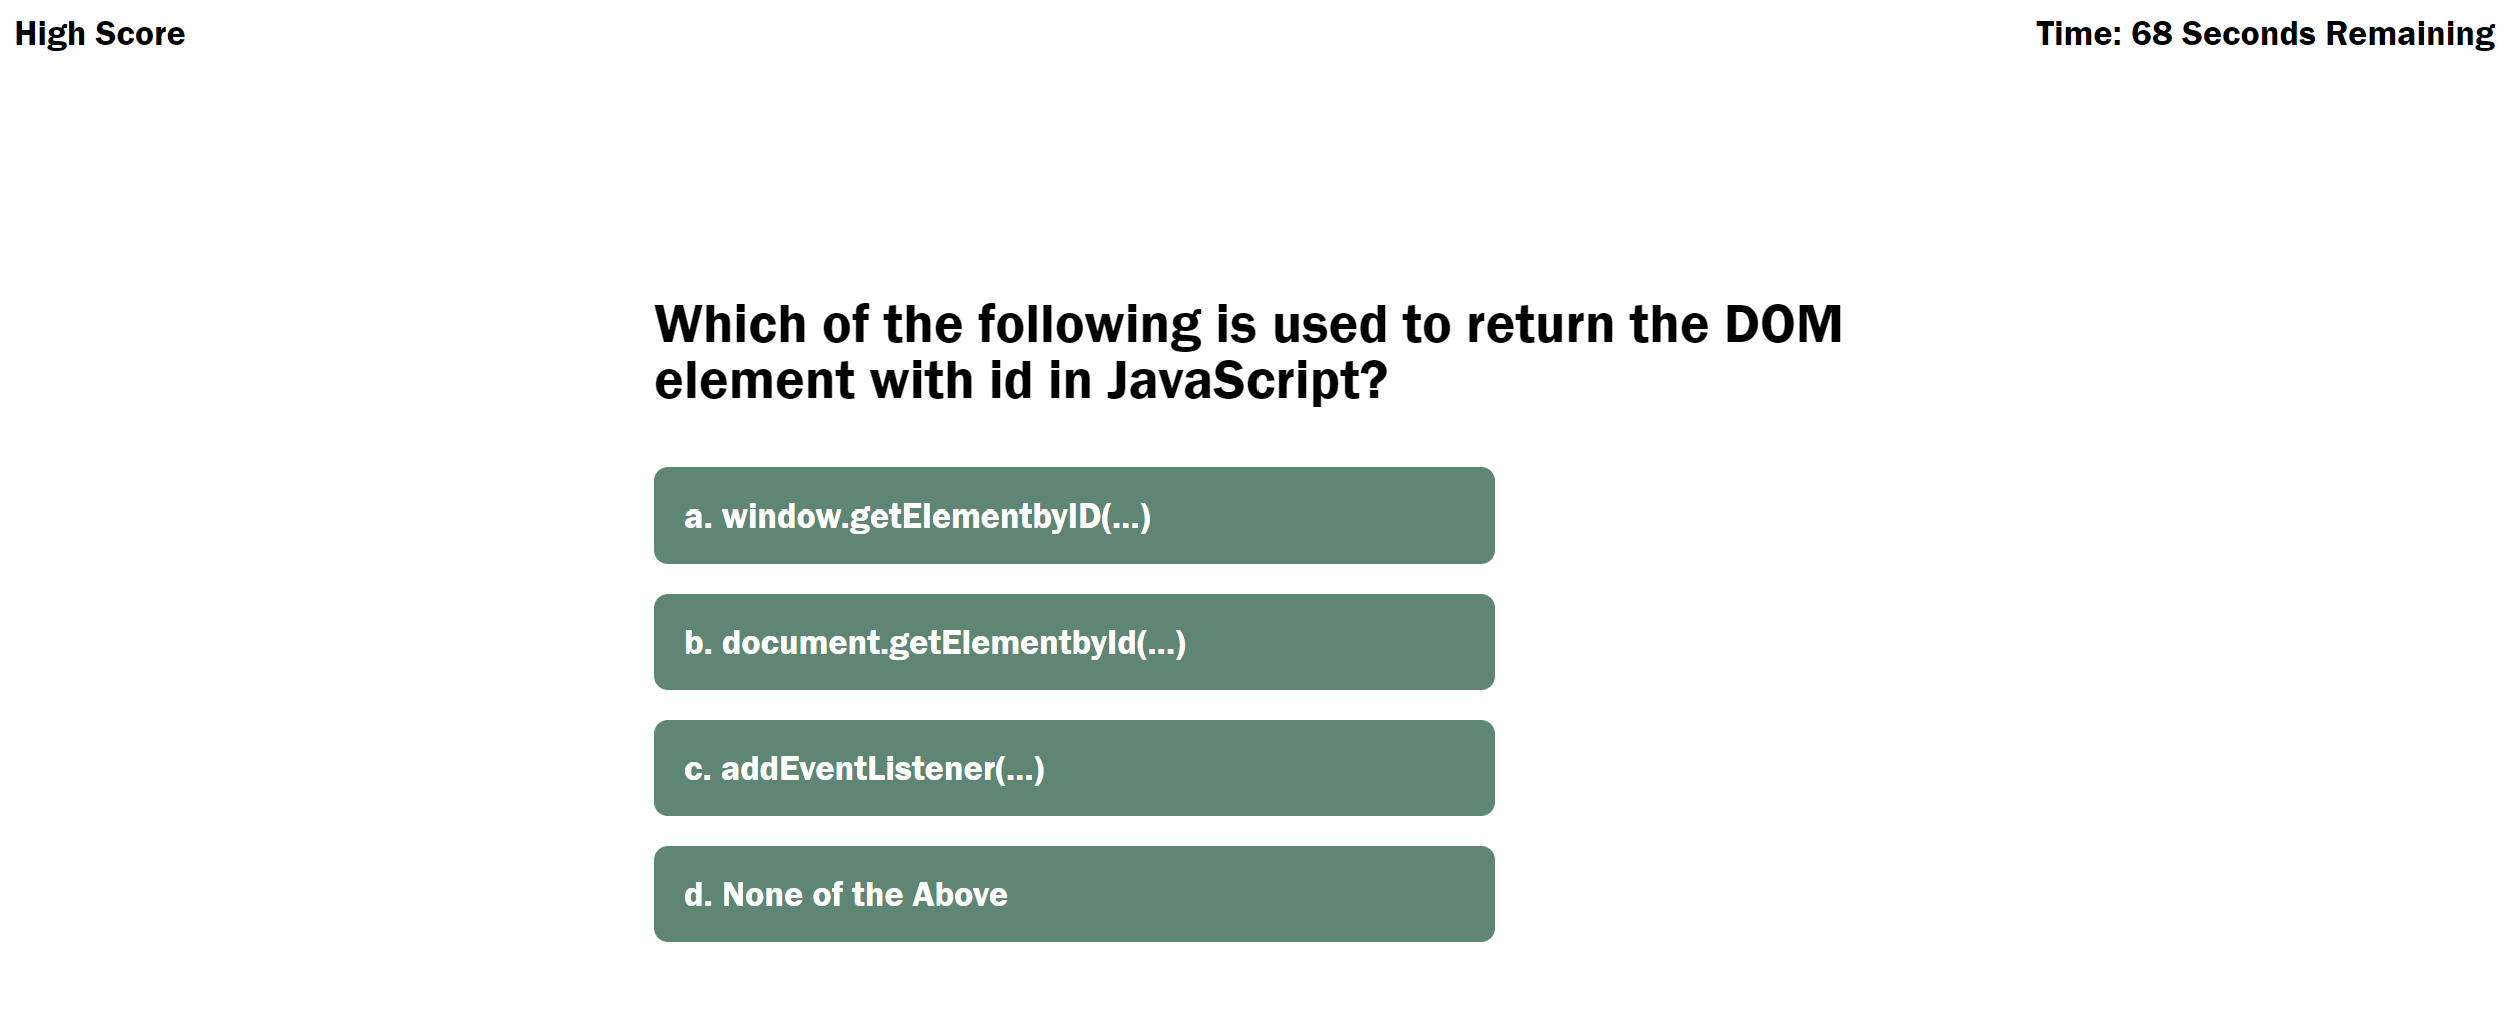 High Score
Time: 68 Seconds Remaining
Which of the following is used to return the DOM
element with id in JavaScript?
a. window.getElementbyID(...)
b. document.getElementbyId(...)
c. addEventListener(...)
d. None of the Above